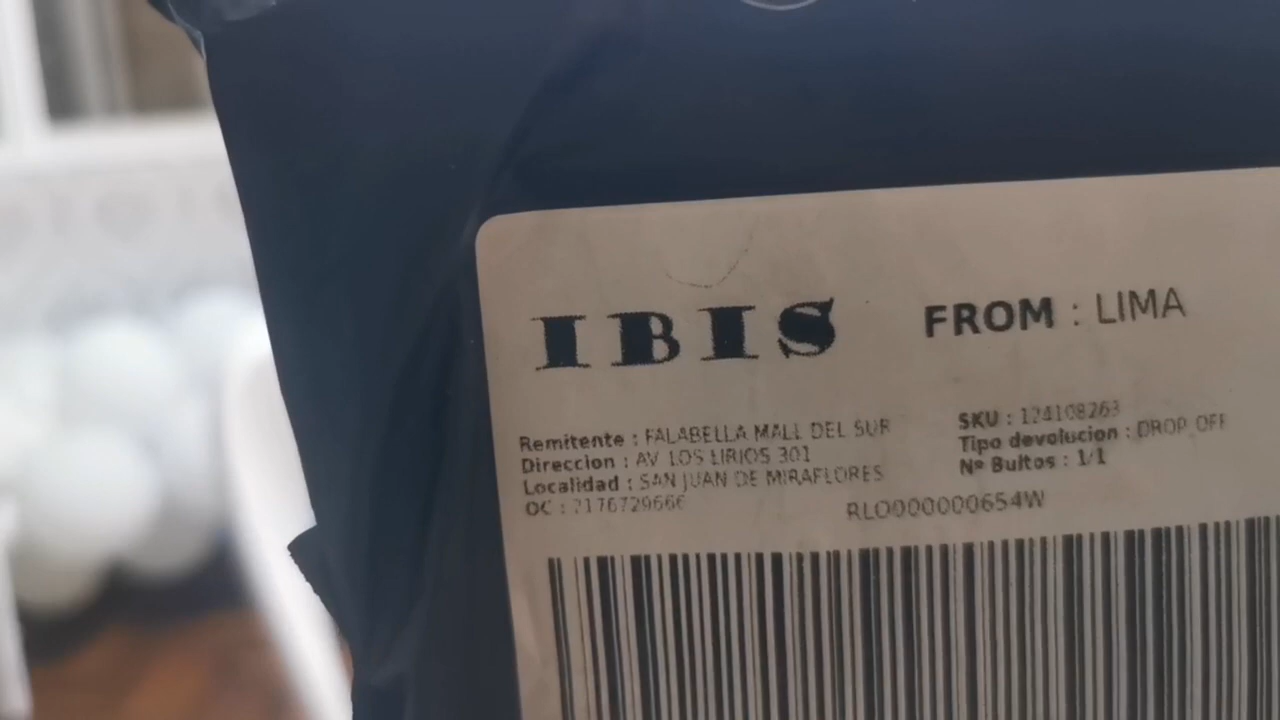 IBIS
FROM : LIMA
Remitente : FALABELLA MALL DEL SUR
Direccion : AV LOS LIRIOS 301
Localidad : SAN JUAN DE MIRAFLORES
OC : 2176729666
SKU : 124108263
Tipo devolucion : DROP OFF
Nº Bultos : 1/1
RLO000000654W